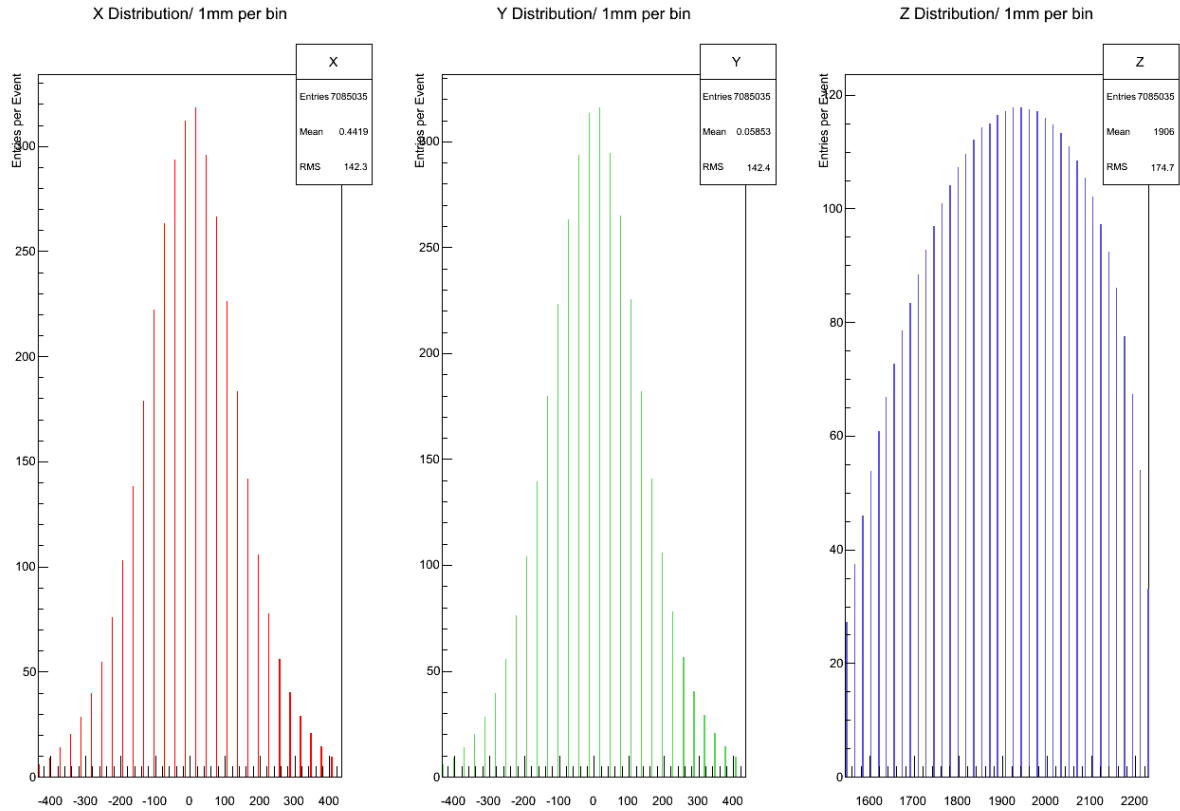 X Distribution/ 1mm per bin
Entries per Event
X
Entries 7085035
Mean 0.4419
RMS 142.3
300
250
200
150
100
50
0
-400 -300 -200 -100 0 100 200 300 400
Y Distribution/ 1mm per bin
Entries per Event
Y
Entries 7085035
Mean 0.05853
RMS 142.4
300
250
200
150
100
50
0
-400 -300 -200 -100 0 100 200 300 400
Z Distribution/ 1mm per bin
Entries per Event
Z
Entries 7085035
Mean 1906
RMS 174.7
120
100
80
60
40
20
0
1600 1700 1800 1900 2000 2100 2200